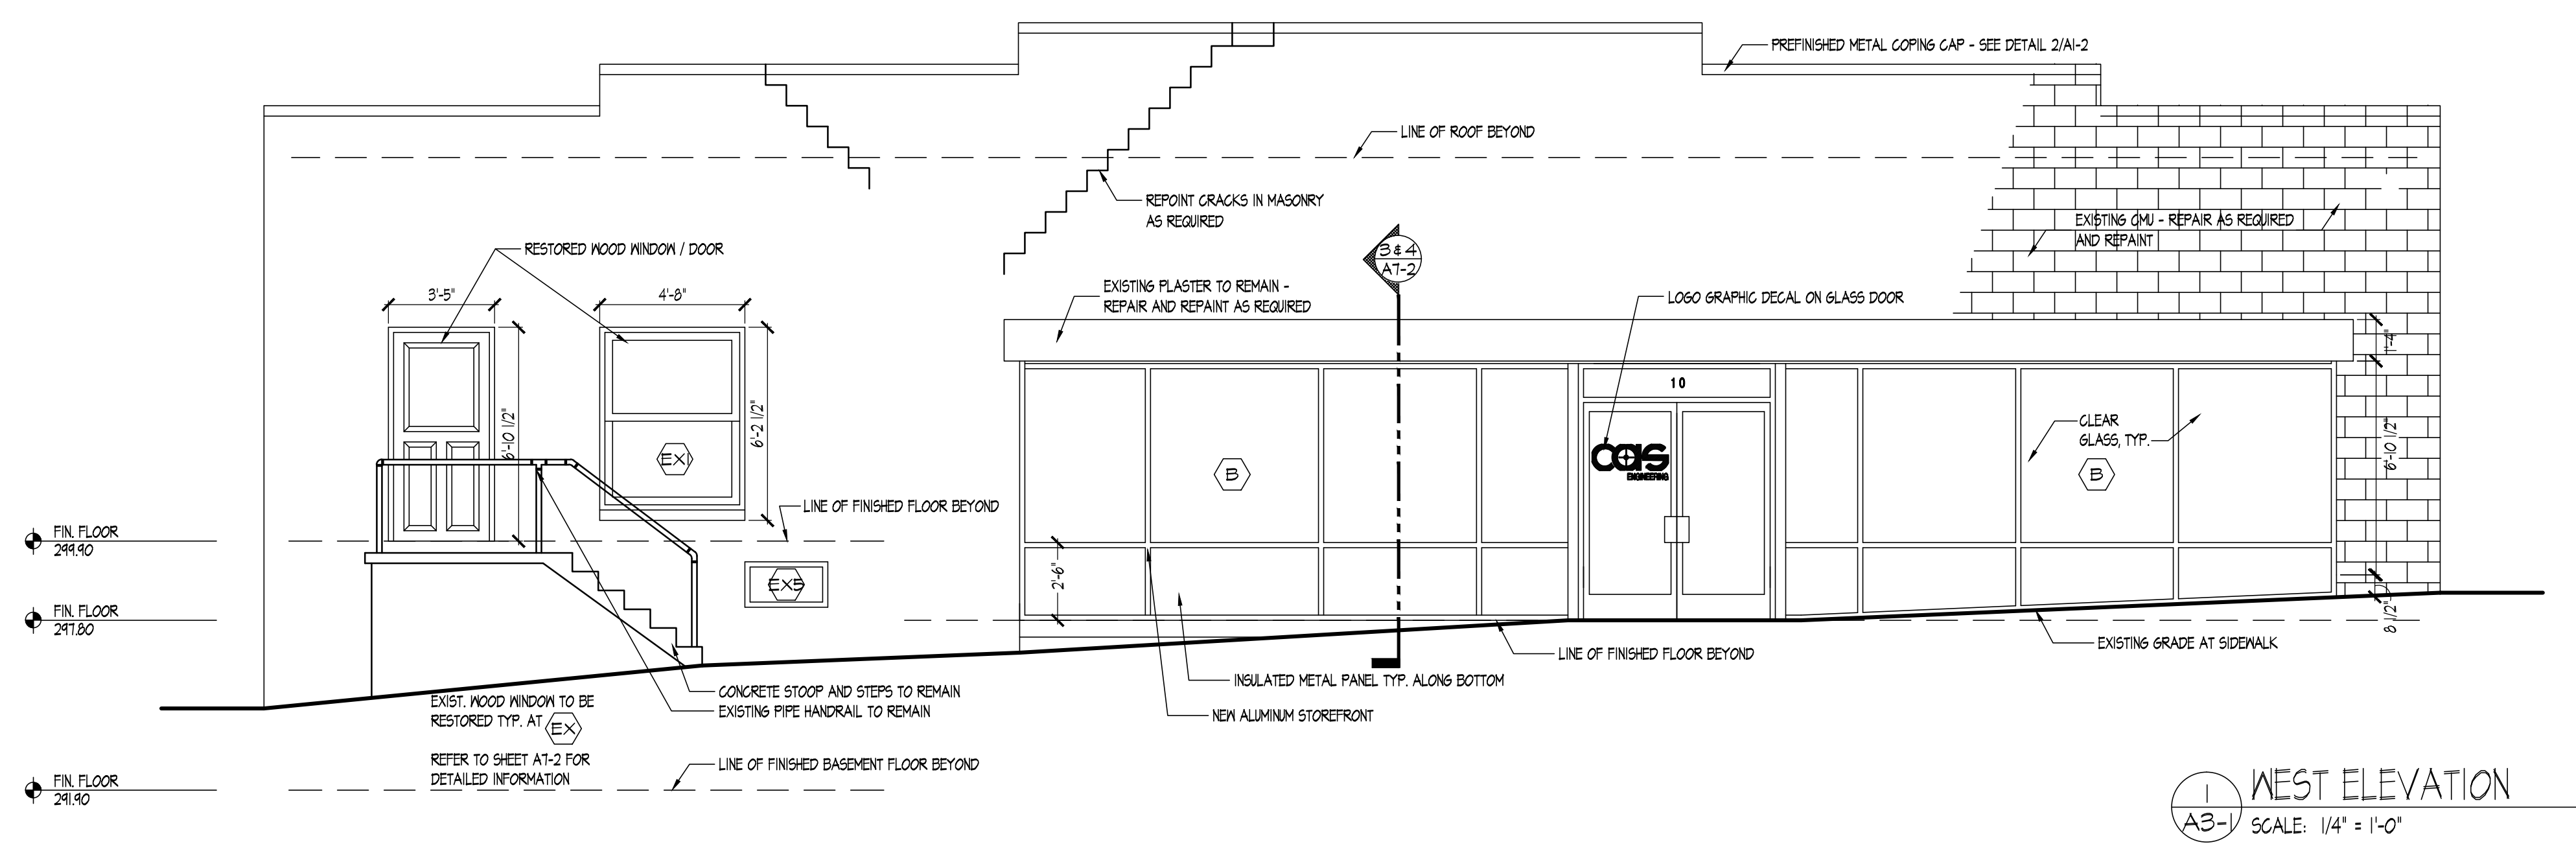 PREFINISHED METAL COPING CAP - SEE DETAIL 2/A1-2
LINE OF ROOF BEYOND
REPOINT CRACKS IN MASONRY
AS REQUIRED
EXISTING CMU - REPAIR AS REQUIRED
AND REPAINT
RESTORED WOOD WINDOW / DOOR
3 & 4
A7-2
EXISTING PLASTER TO REMAIN -
REPAIR AND REPAINT AS REQUIRED
LOGO GRAPHIC DECAL ON GLASS DOOR
3'-5"
4'-8"
6'-10 1/2"
6'-2 1/2"
EX1
1'-4"
10
CLEAR
GLASS, TYP.
6'-10 1/2"
cas
ENGINEERING
B
B
LINE OF FINISHED FLOOR BEYOND
FIN. FLOOR
299.90
EX5
2'-6"
FIN. FLOOR
297.80
8 1/2"
EXISTING GRADE AT SIDEWALK
LINE OF FINISHED FLOOR BEYOND
INSULATED METAL PANEL TYP. ALONG BOTTOM
NEW ALUMINUM STOREFRONT
CONCRETE STOOP AND STEPS TO REMAIN
EXISTING PIPE HANDRAIL TO REMAIN
EXIST. WOOD WINDOW TO BE
RESTORED TYP. AT EX
REFER TO SHEET A7-2 FOR
DETAILED INFORMATION
LINE OF FINISHED BASEMENT FLOOR BEYOND
FIN. FLOOR
291.90
1
A3-1
WEST ELEVATION
SCALE: 1/4" = 1'-0"